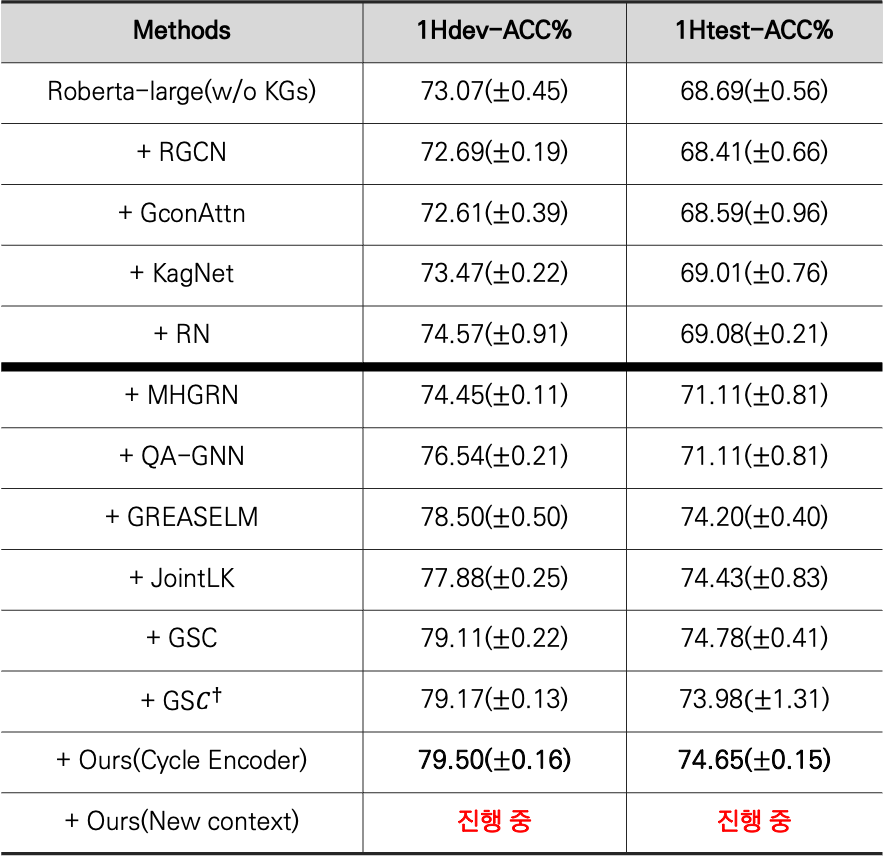 Methods 1Hdev-ACC% 1Htest-ACC%
Roberta-large(w/o KGs) 73.07(±0.45) 68.69(±0.56)
+ RGCN 72.69(±0.19) 68.41(±0.66)
+ GconAttn 72.61(±0.39) 68.59(±0.96)
+ KagNet 73.47(±0.22) 69.01(±0.76)
+ RN 74.57(±0.91) 69.08(±0.21)
+ MHGRN 74.45(±0.11) 71.11(±0.81)
+ QA-GNN 76.54(±0.21) 71.11(±0.81)
+ GREASELM 78.50(±0.50) 74.20(±0.40)
+ JointLK 77.88(±0.25) 74.43(±0.83)
+ GSC 79.11(±0.22) 74.78(±0.41)
+ GSC† 79.17(±0.13) 73.98(±1.31)
+ Ours(Cycle Encoder) 79.50(±0.16) 74.65(±0.15)
+ Ours(New context) 진행 중 진행 중